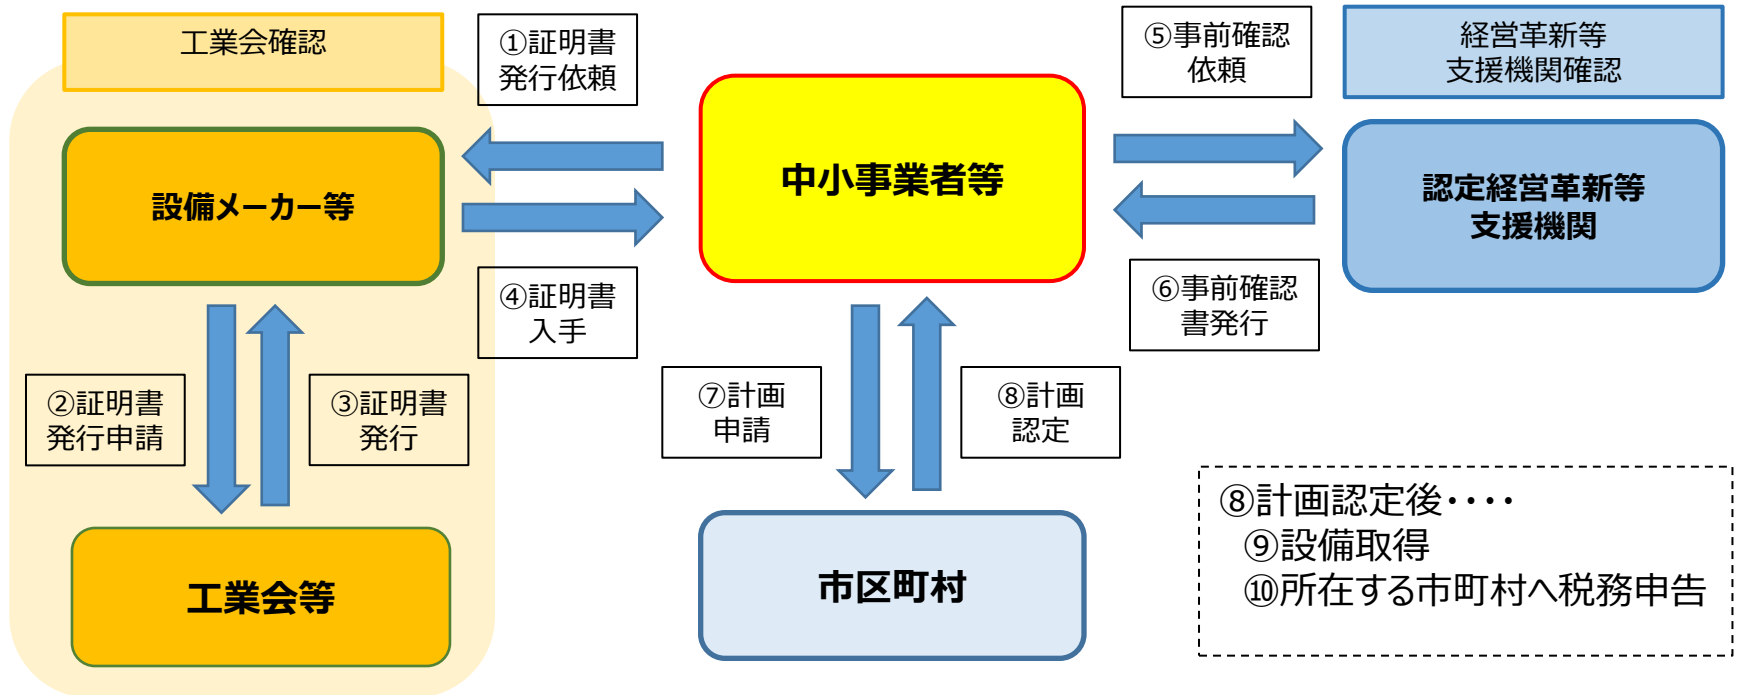 工業会確認
①証明書
発行依頼
⑤事前確認
依頼
経営革新等
支援機関確認
設備メーカー等
中小事業者等
認定経営革新等
支援機関
④証明書
入手
⑥事前確認
書発行
②証明書
発行申請
③証明書
発行
⑦計画
申請
⑧計画
認定
工業会等
市区町村
⑧計画認定後・・・・
⑨設備取得
⑩所在する市町村へ税務申告